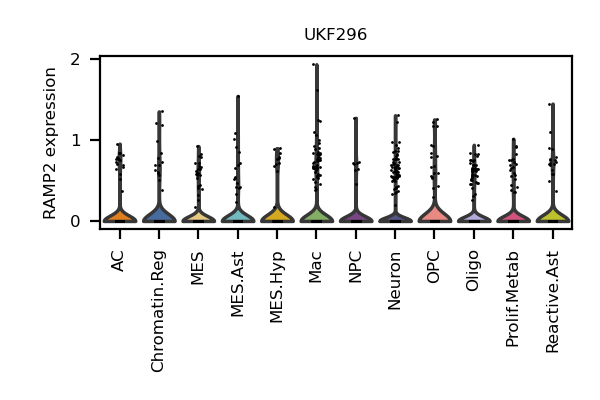 UKF296
RAMP2 expression
2
1
0
AC
Chromatin.Reg
MES
MES.Ast
MES.Hyp
Mac
NPC
Neuron
OPC
Oligo
Prolif.Metab
Reactive.Ast